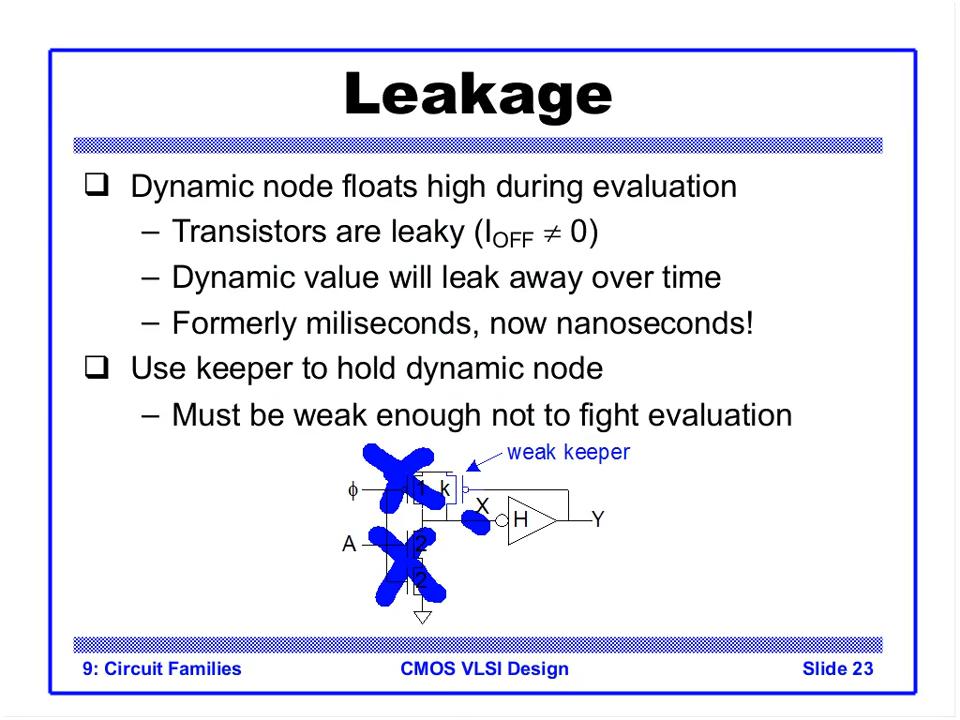 Leakage
❑ Dynamic node floats high during evaluation
– Transistors are leaky (IOFF ≠ 0)
– Dynamic value will leak away over time
– Formerly miliseconds, now nanoseconds!
❑ Use keeper to hold dynamic node
– Must be weak enough not to fight evaluation
weak keeper
ϕ 1 k
X
H Y
A 2
2
9: Circuit Families CMOS VLSI Design Slide 23